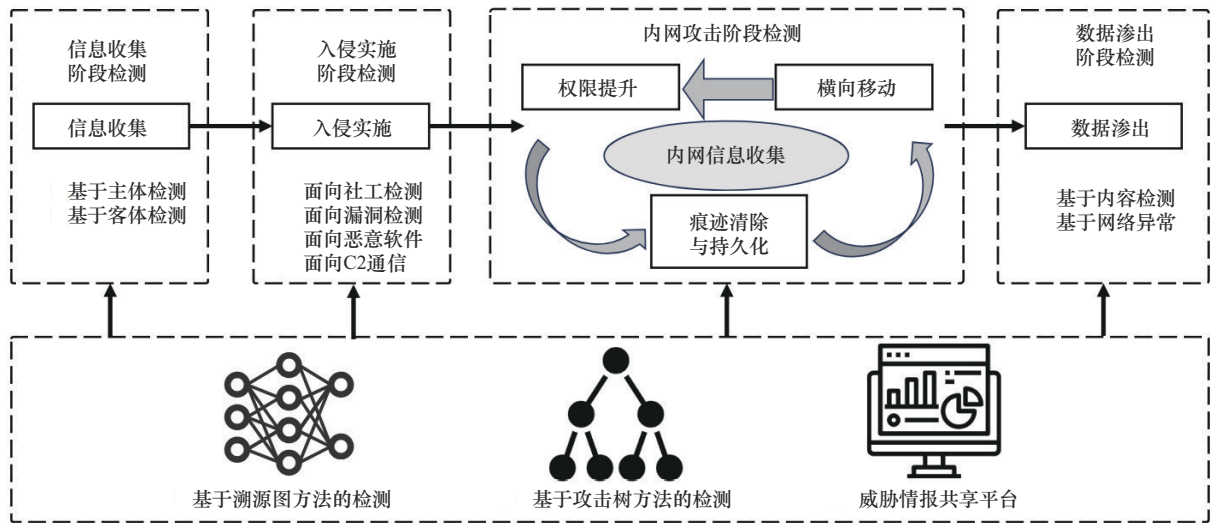 信息收集
阶段检测
信息收集
基于主体检测
基于客体检测
入侵实施
阶段检测
入侵实施
面向社工检测
面向漏洞检测
面向恶意软件
面向C2通信
内网攻击阶段检测
权限提升
横向移动
内网信息收集
痕迹清除
与持久化
数据渗出
阶段检测
数据渗出
基于内容检测
基于网络异常
基于溯源图方法的检测
基于攻击树方法的检测
威胁情报共享平台